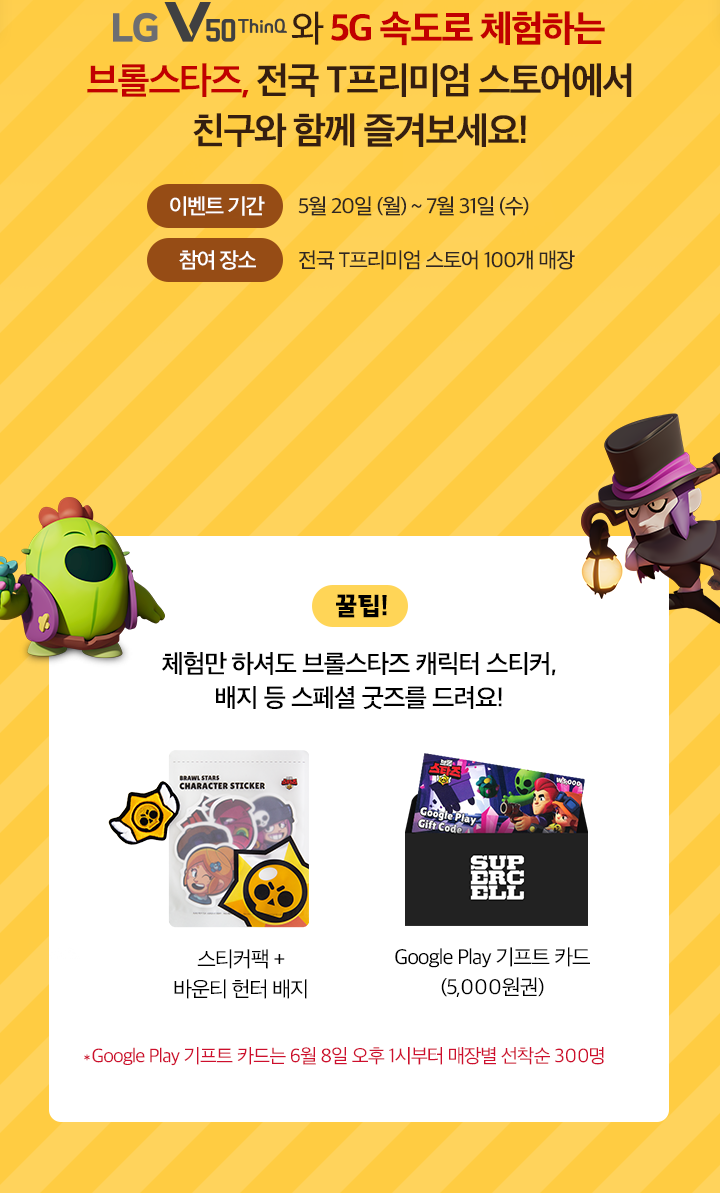 LG V50 ThinQ 와 5G 속도로 체험하는
브롤스타즈, 전국 T프리미엄 스토어에서
친구와 함께 즐겨보세요!
이벤트 기간 5월 20일 (월) ~ 7월 31일 (수)
참여 장소 전국 T프리미엄 스토어 100개 매장
꿀팁!
체험만 하셔도 브롤스타즈 캐릭터 스티커,
배지 등 스페셜 굿즈를 드려요!
BRAWL STARS
CHARACTER STICKER
브롤
스타즈
₩5,000
Google Play
Gift Code
SUP
ERC
ELL
스티커팩 +
바운티 헌터 배지
Google Play 기프트 카드
(5,000원권)
*Google Play 기프트 카드는 6월 8일 오후 1시부터 매장별 선착순 300명